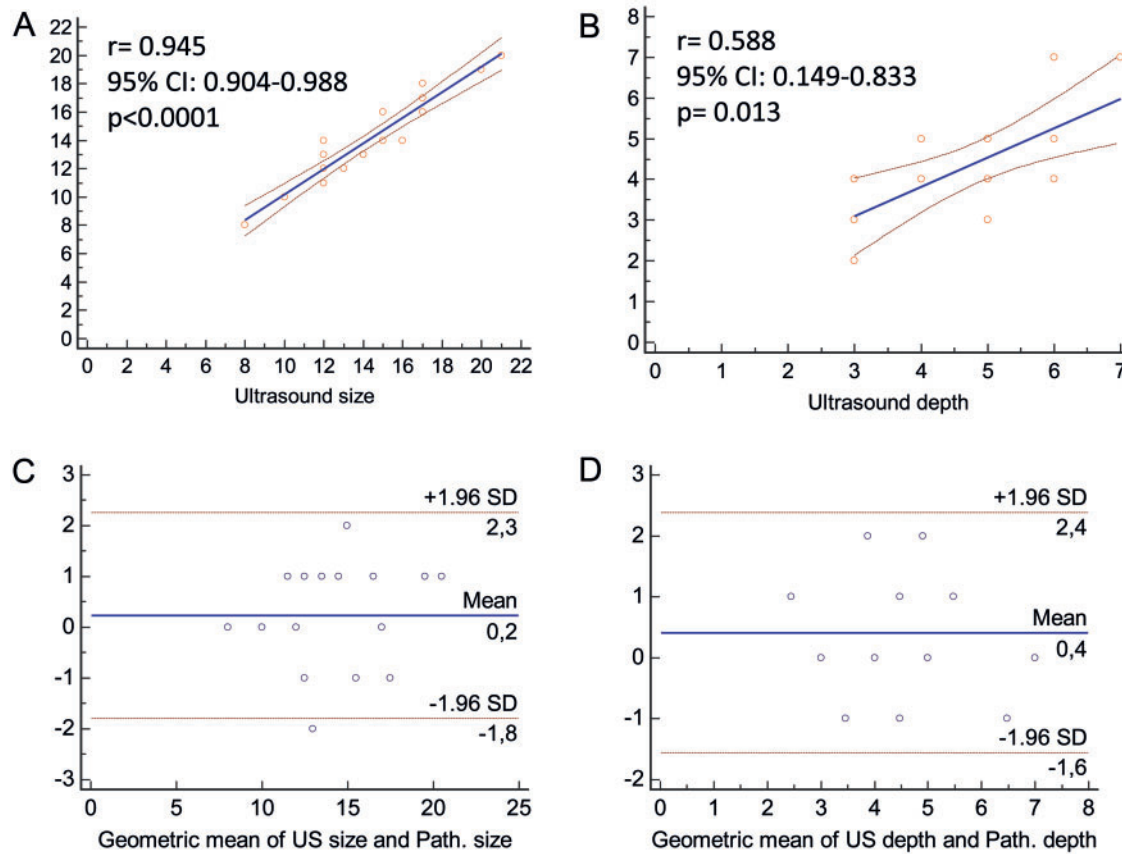 A
r= 0.945
95% CI: 0.904-0.988
p<0.0001
22
20
18
16
14
12
10
8
6
4
2
0
0 2 4 6 8 10 12 14 16 18 20 22
Ultrasound size
B
r= 0.588
95% CI: 0.149-0.833
p= 0.013
8
7
6
5
4
3
2
1
0
0 1 2 3 4 5 6 7
Ultrasound depth
C
3
2
1
0
-1
-2
-3
+1.96 SD
2,3
Mean
0,2
-1.96 SD
-1,8
0 5 10 15 20 25
Geometric mean of US size and Path. size
D
3
2
1
0
-1
-2
+1.96 SD
2,4
Mean
0,4
-1.96 SD
-1,6
0 1 2 3 4 5 6 7 8
Geometric mean of US depth and Path. depth